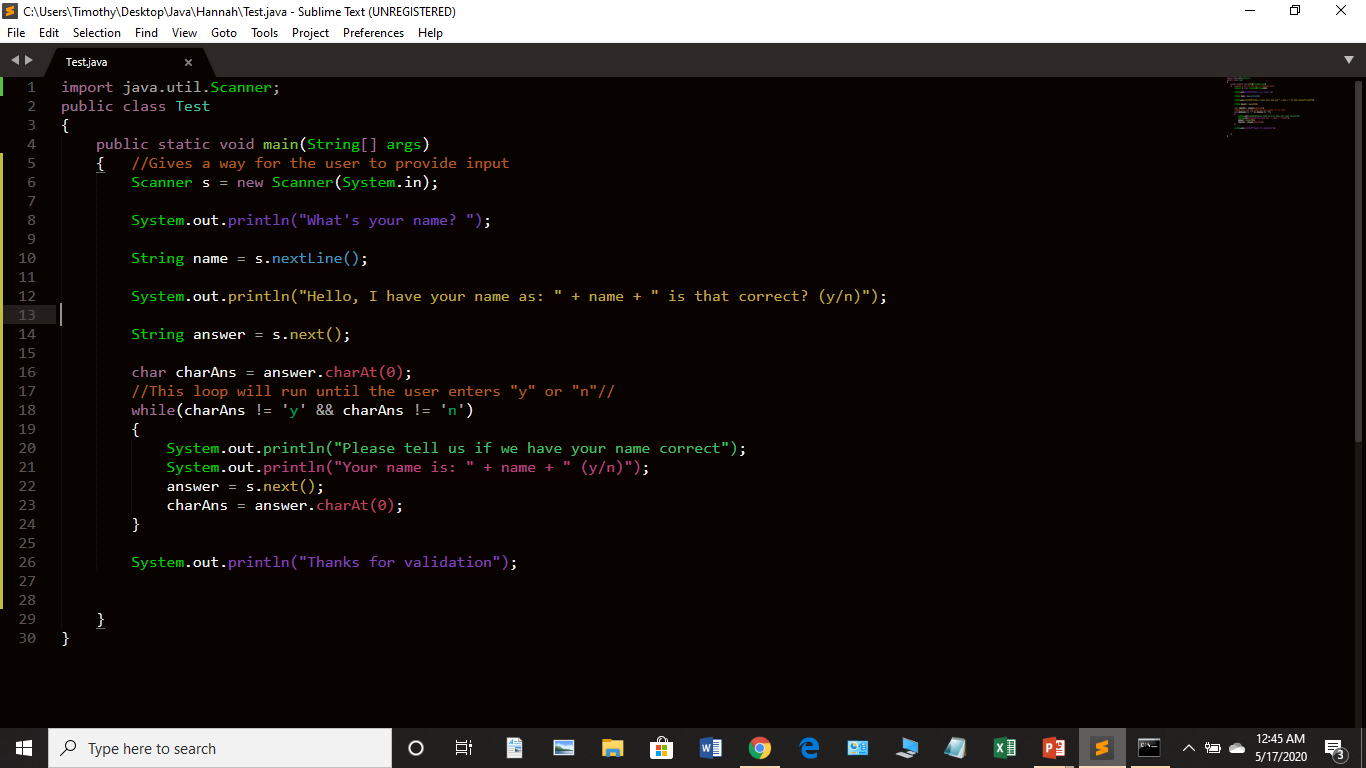 C:\Users\Timothy\Desktop\Java\Hannah\Test.java - Sublime Text (UNREGISTERED)
File Edit Selection Find View Goto Tools Project Preferences Help
Test.java
1 import java.util.Scanner;
2 public class Test
3 {
4 public static void main(String[] args)
5 { //Gives a way for the user to provide input
6 Scanner s = new Scanner(System.in);
7
8 System.out.println("What's your name? ");
9
10 String name = s.nextLine();
11
12 System.out.println("Hello, I have your name as: " + name + " is that correct? (y/n)");
13
14 String answer = s.next();
15
16 char charAns = answer.charAt(0);
17 //This loop will run until the user enters "y" or "n"//
18 while(charAns != 'y' && charAns != 'n')
19 {
20 System.out.println("Please tell us if we have your name correct");
21 System.out.println("Your name is: " + name + " (y/n)");
22 answer = s.next();
23 charAns = answer.charAt(0);
24 }
25
26 System.out.println("Thanks for validation");
27
28
29 }
30 }
Type here to search
12:45 AM
5/17/2020
3